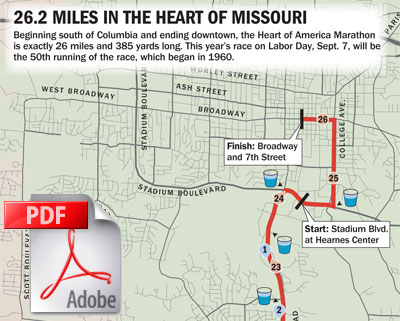 26.2 MILES IN THE HEART OF MISSOURI
Beginning south of Columbia and ending downtown, the Heart of America Marathon
is exactly 26 miles and 385 yards long. This year's race on Labor Day, Sept. 7, will be
the 50th running of the race, which began in 1960.
WORLEY STREET
ASH STREET
WEST BROADWAY
BROADWAY
STADIUM BOULEVARD
COLLEGE AVE.
PARIS
26
Finish: Broadway
and 7th Street
25
STADIUM BOULEVARD
24
Start: Stadium Blvd.
at Hearnes Center
1
23
2
SCOTT BOULEVARD
PDF
Adobe